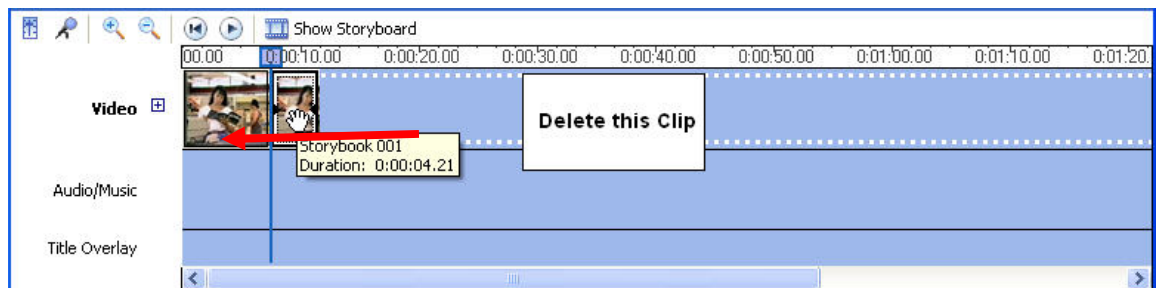 Show Storyboard
00.00 00:10.00 0:00:20.00 0:00:30.00 0:00:40.00 0:00:50.00 0:01:00.00 0:01:10.00 0:01:20.
Video
Delete this Clip
Storybook 001
Duration: 0:00:04.21
Audio/Music
Title Overlay